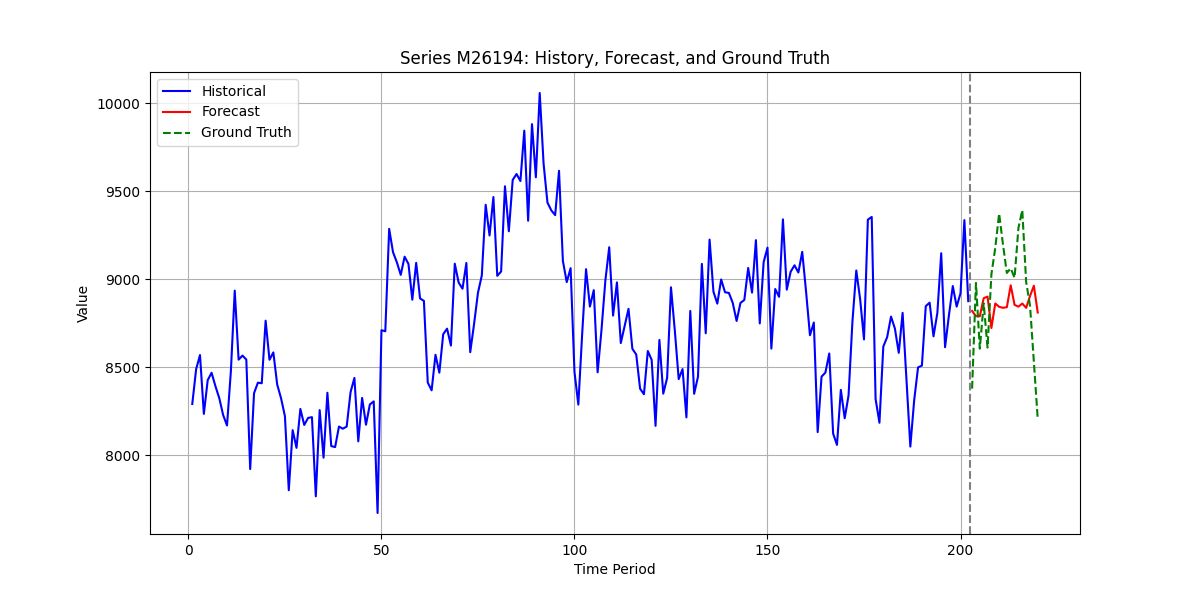 Series M26194: History, Forecast, and Ground Truth
Historical
Forecast
Ground Truth
10000
9500
9000
8500
8000
Value
0 50 100 150 200
Time Period